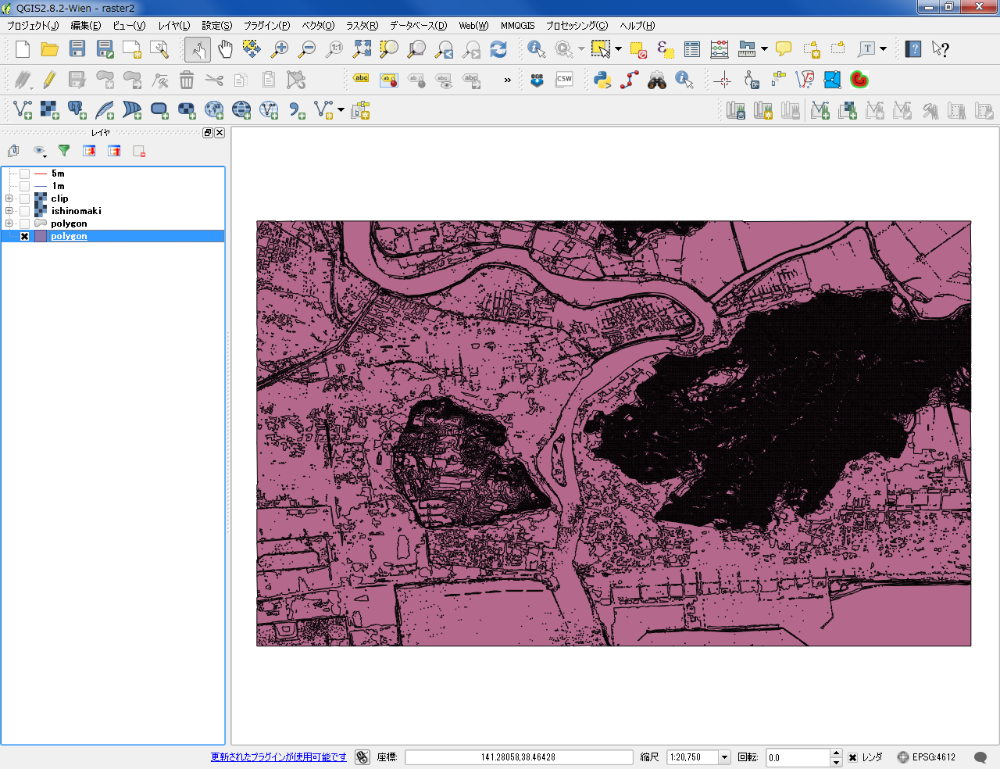 QGIS2.8.2-Wien - raster2
プロジェクト(J) 編集(E) ビュー(V) レイヤ(L) 設定(S) プラグイン(P) ベクタ(O) ラスタ(R) データベース(D) Web(W) MMQGIS プロセッシング(C) ヘルプ(H)
abc
CSW
レイヤ
5m
1m
clip
ishinomaki
polygon
polygon
更新されたプラグインが使用可能です 座標: 141.28058,38.46428 縮尺 1:20,750 回転: 0.0 レンダ EPSG:4612